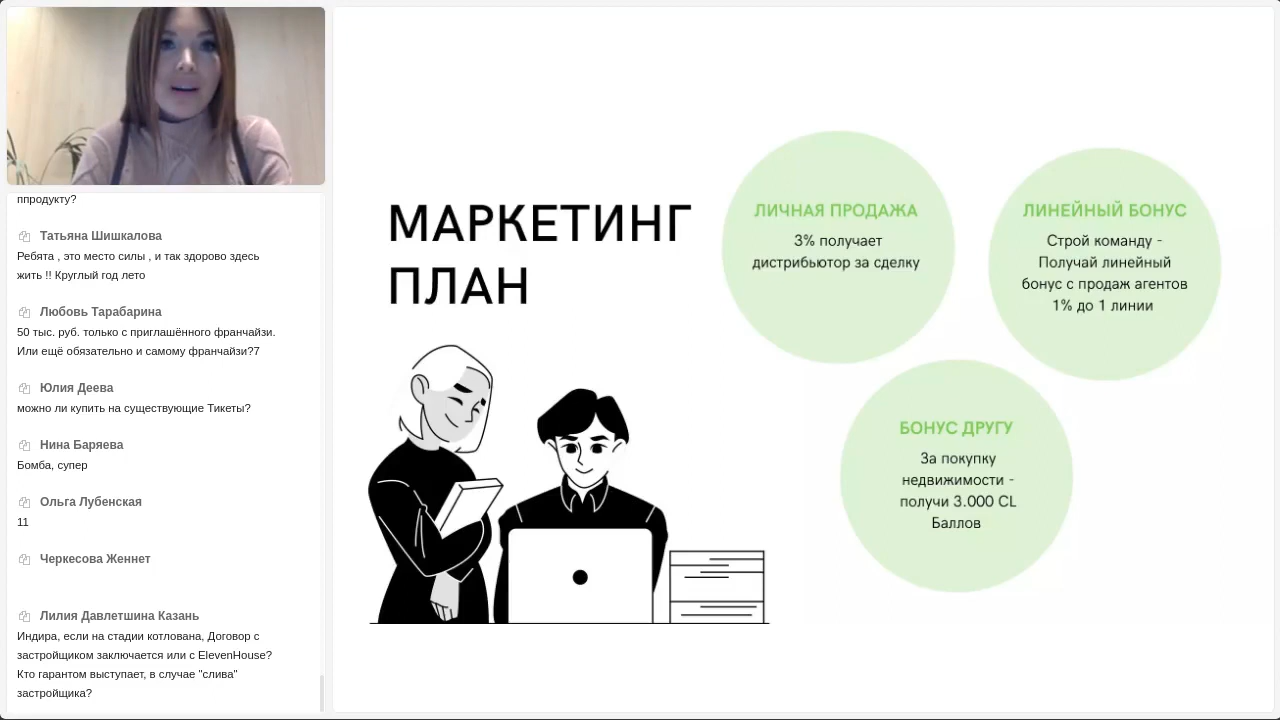 ппродукту?
Татьяна Шишкалова
Ребята , это место силы , и так здорово здесь
жить !! Круглый год лето
Любовь Тарабарина
50 тыс. руб. только с приглашённого франчайзи.
Или ещё обязательно и самому франчайзи?7
Юлия Деева
можно ли купить на существующие Тикеты?
Нина Баряева
Бомба, супер
Ольга Лубенская
11
Черкесова Женнет
Лилия Давлетшина Казань
Индира, если на стадии котлована, Договор с
застройщиком заключается или с ElevenHouse?
Кто гарантом выступает, в случае "слива"
застройщика?
МАРКЕТИНГ
ПЛАН
ЛИЧНАЯ ПРОДАЖА
3% получает
дистрибьютор за сделку
ЛИНЕЙНЫЙ БОНУС
Строй команду -
Получай линейный
бонус с продаж агентов
1% до 1 линии
БОНУС ДРУГУ
За покупку
недвижимости -
получи 3.000 CL
Баллов